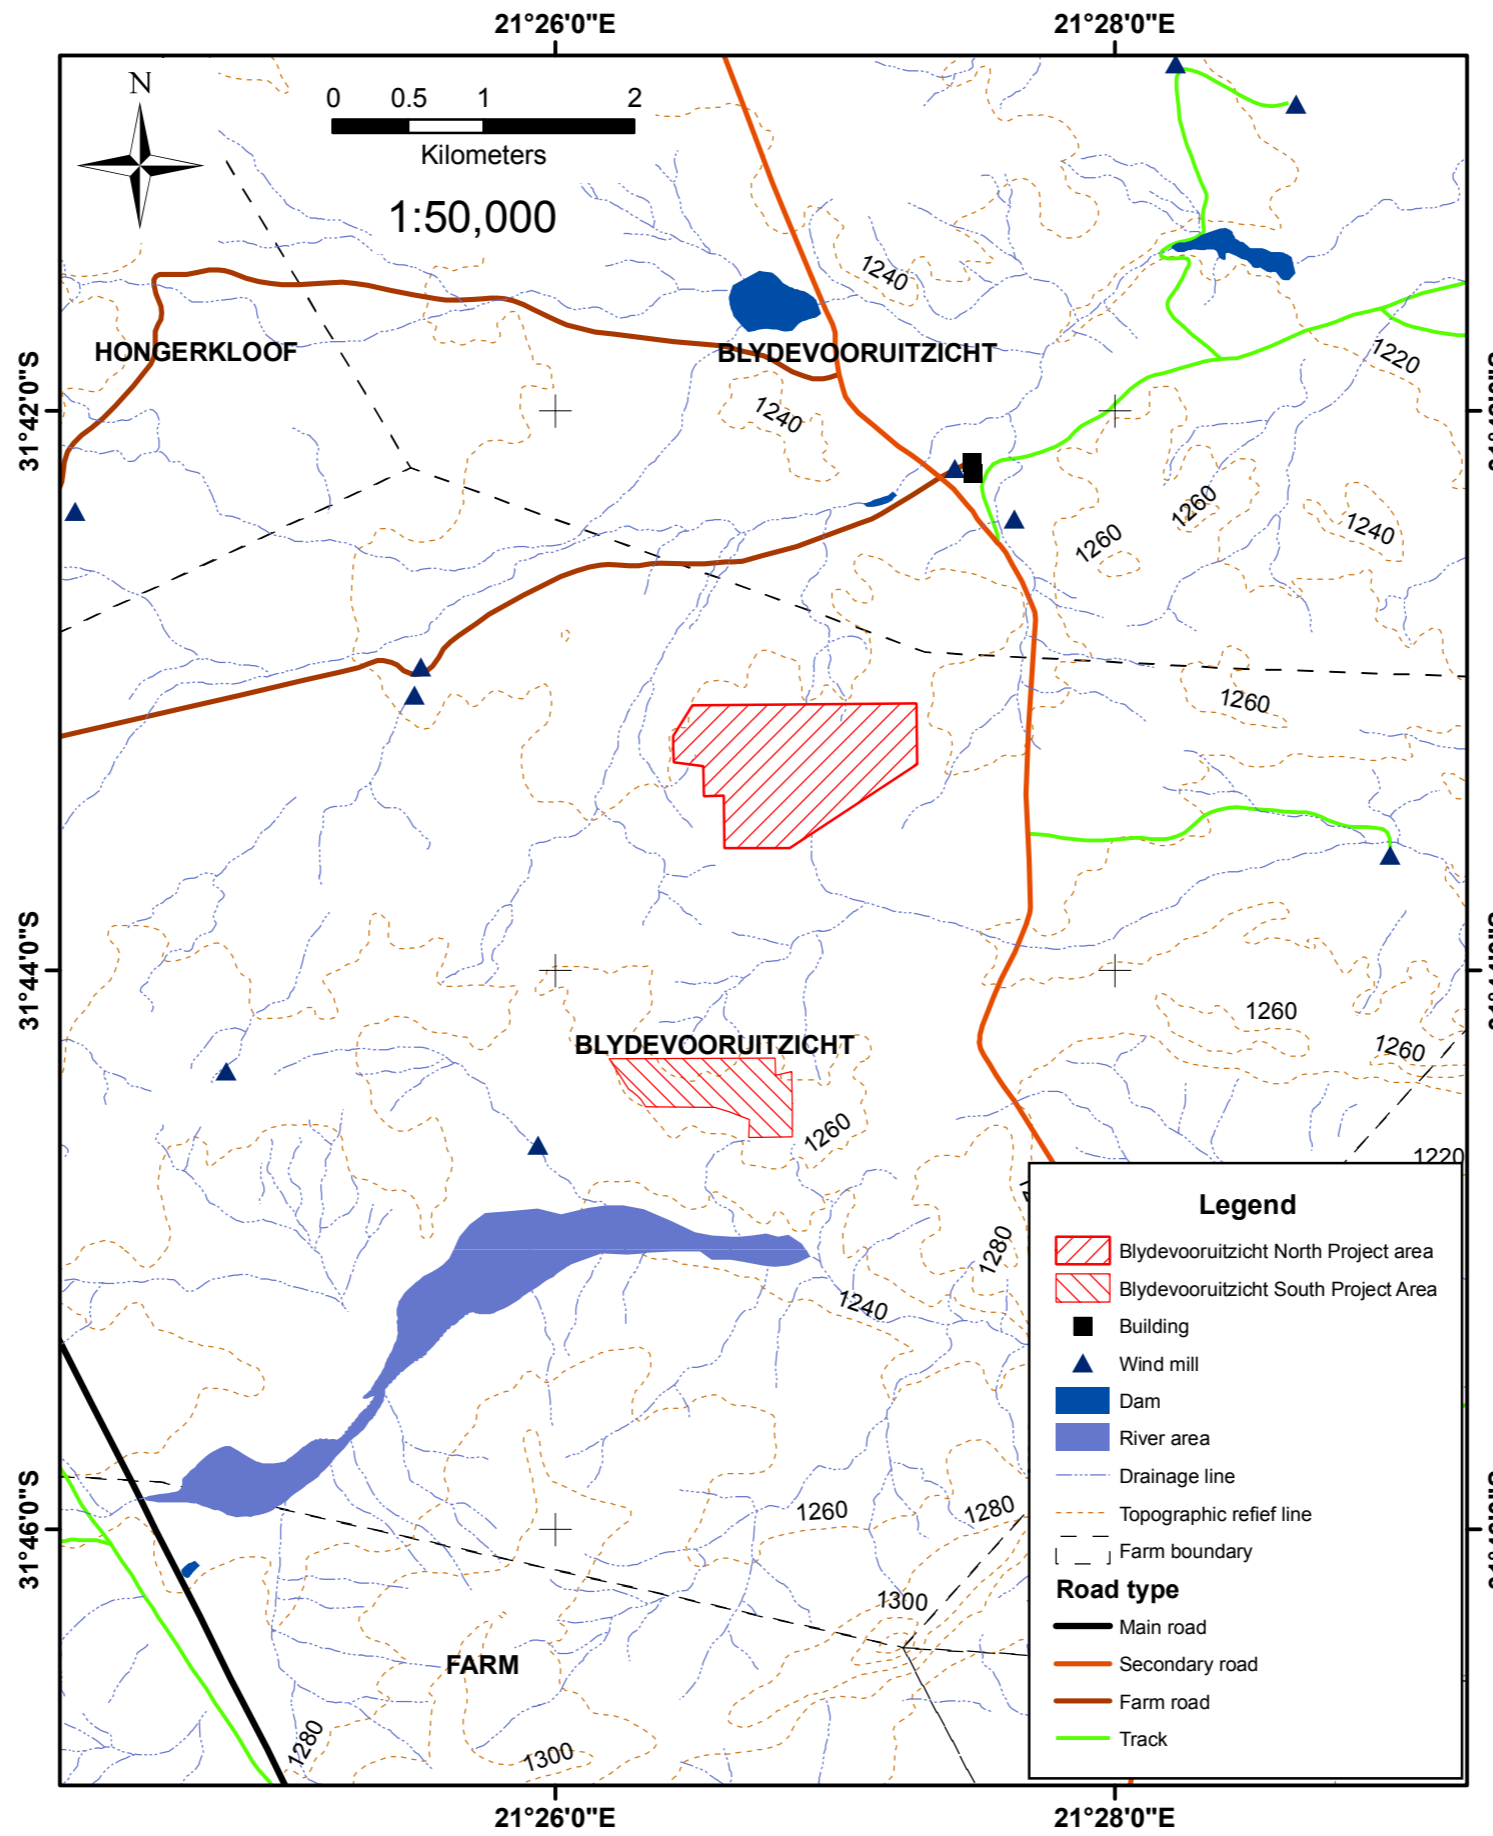 21°26'0"E
21°28'0"E
N
0 0.5 1 2
Kilometers
1:50,000
1240
HONGERKLOOF
BLYDEVOORUITZICHT
1220
31°42'0"S
1240
1260
1260
1240
1260
31°44'0"S
1260
BLYDEVOORUITZICHT
1260
1260
1220
1280
1240
Legend
Blydevooruitzicht North Project area
Blydevooruitzicht South Project Area
Building
Wind mill
Dam
River area
Drainage line
Topographic refief line
Farm boundary
Road type
Main road
Secondary road
Farm road
Track
31°46'0"S
1260
1280
1300
FARM
1280
1300
21°26'0"E
21°28'0"E